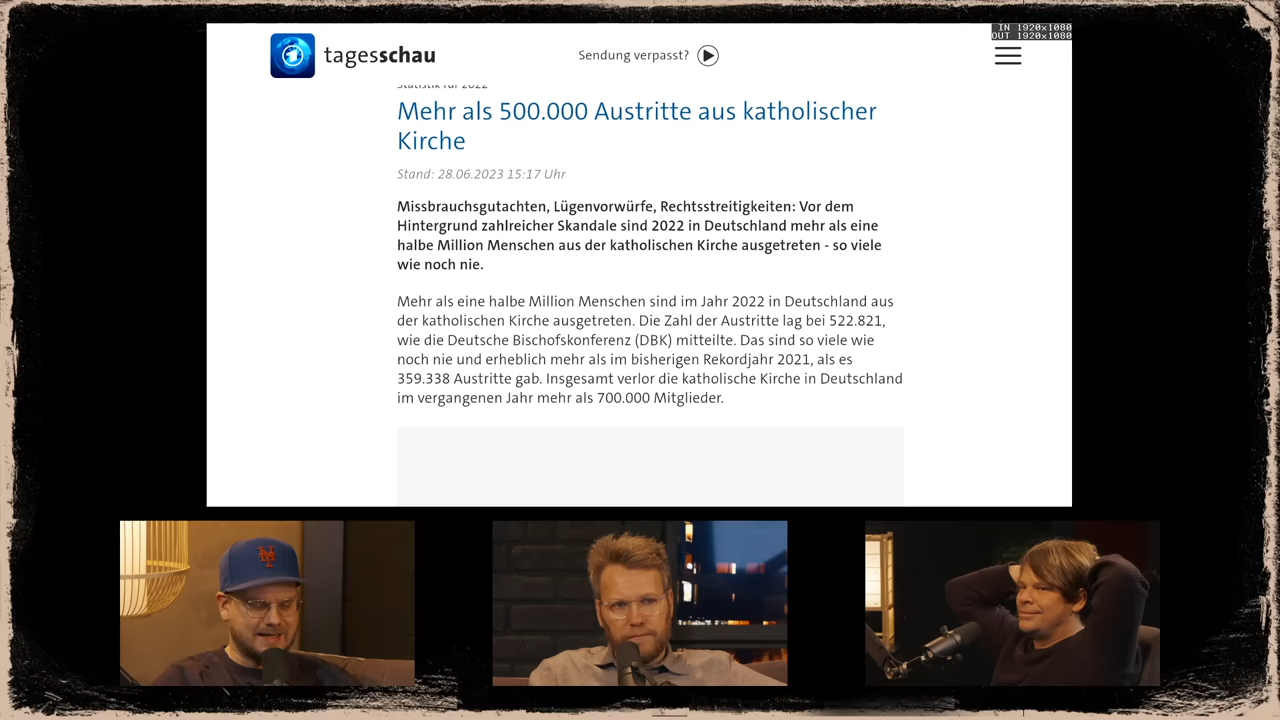 IN 1920x1080
OUT 1920x1080
tagesschau
Sendung verpasst?
Statistik für 2022
Mehr als 500.000 Austritte aus katholischer
Kirche
Stand: 28.06.2023 15:17 Uhr
Missbrauchsgutachten, Lügenvorwürfe, Rechtsstreitigkeiten: Vor dem
Hintergrund zahlreicher Skandale sind 2022 in Deutschland mehr als eine
halbe Million Menschen aus der katholischen Kirche ausgetreten - so viele
wie noch nie.
Mehr als eine halbe Million Menschen sind im Jahr 2022 in Deutschland aus
der katholischen Kirche ausgetreten. Die Zahl der Austritte lag bei 522.821,
wie die Deutsche Bischofskonferenz (DBK) mitteilte. Das sind so viele wie
noch nie und erheblich mehr als im bisherigen Rekordjahr 2021, als es
359.338 Austritte gab. Insgesamt verlor die katholische Kirche in Deutschland
im vergangenen Jahr mehr als 700.000 Mitglieder.